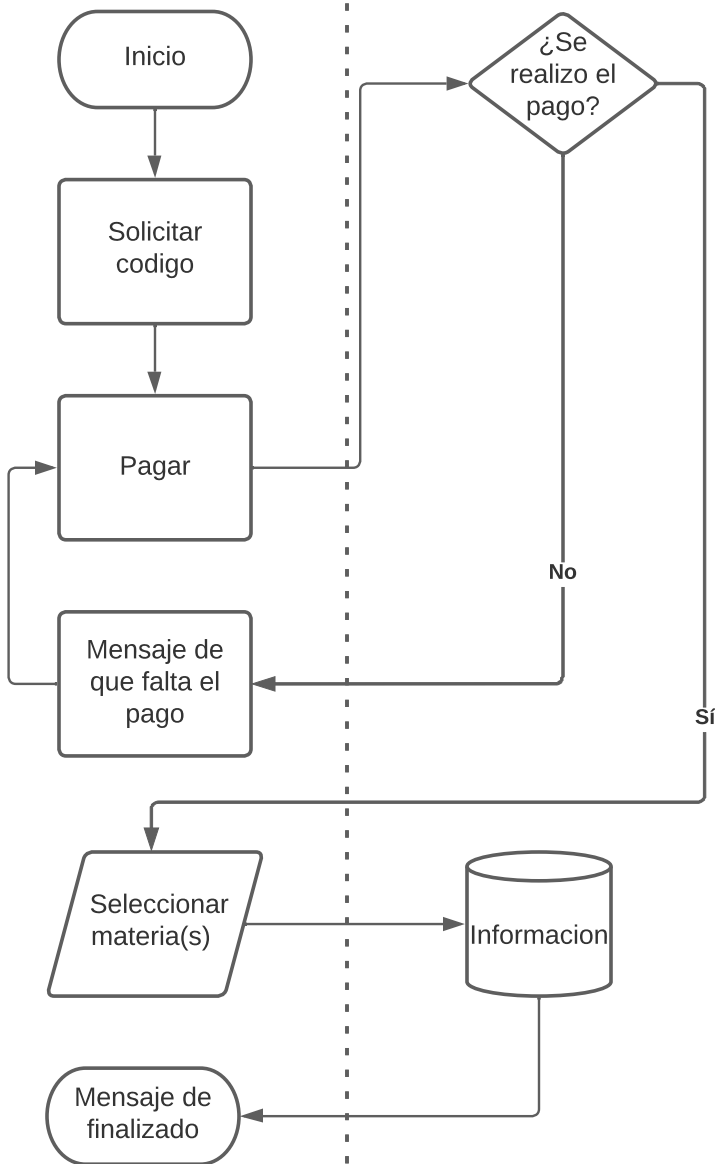 Inicio
¿Se
realizo el
pago?
Solicitar
codigo
Pagar
No
Mensaje de
que falta el
pago
Sí
Seleccionar
materia(s)
Informacion
Mensaje de
finalizado